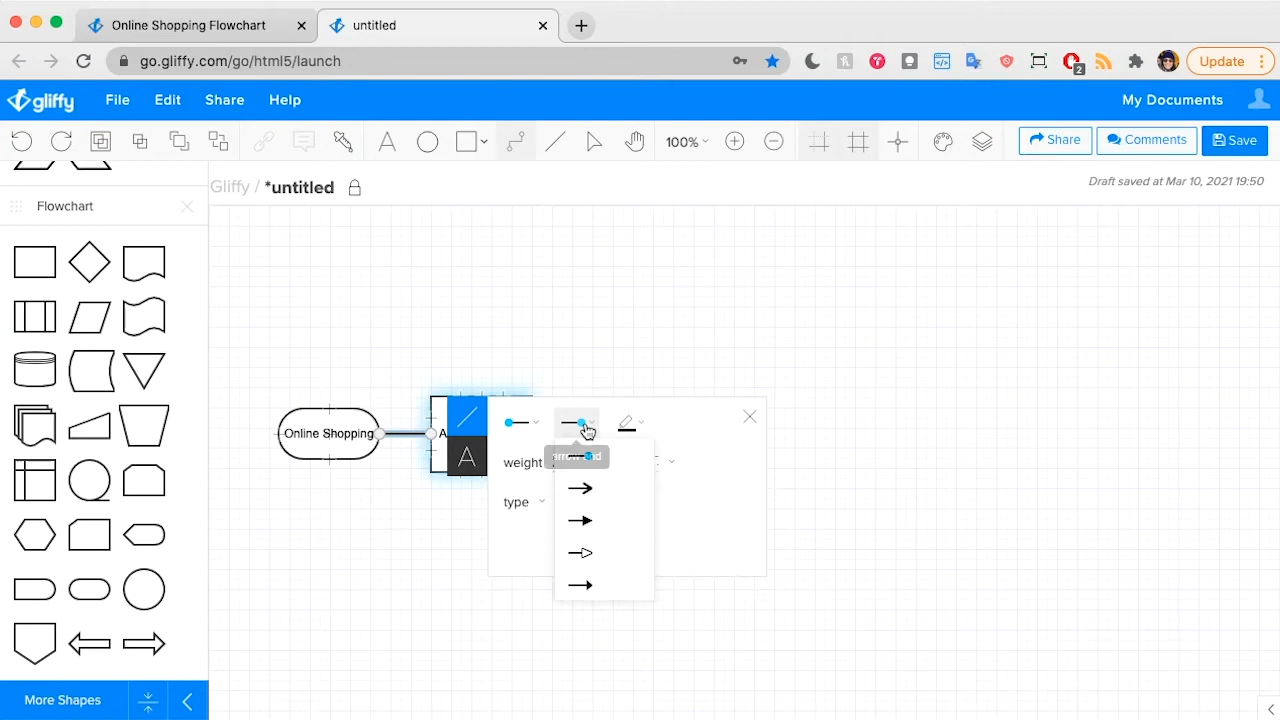 Online Shopping Flowchart
untitled
go.gliffy.com/go/html5/launch
2
Update
gliffy
File
Edit
Share
Help
My Documents
100%
Share
Comments
Save
Gliffy / *untitled
Draft saved at Mar 10, 2021 19:50
Flowchart
Online Shopping
A
A
weight
type
More Shapes